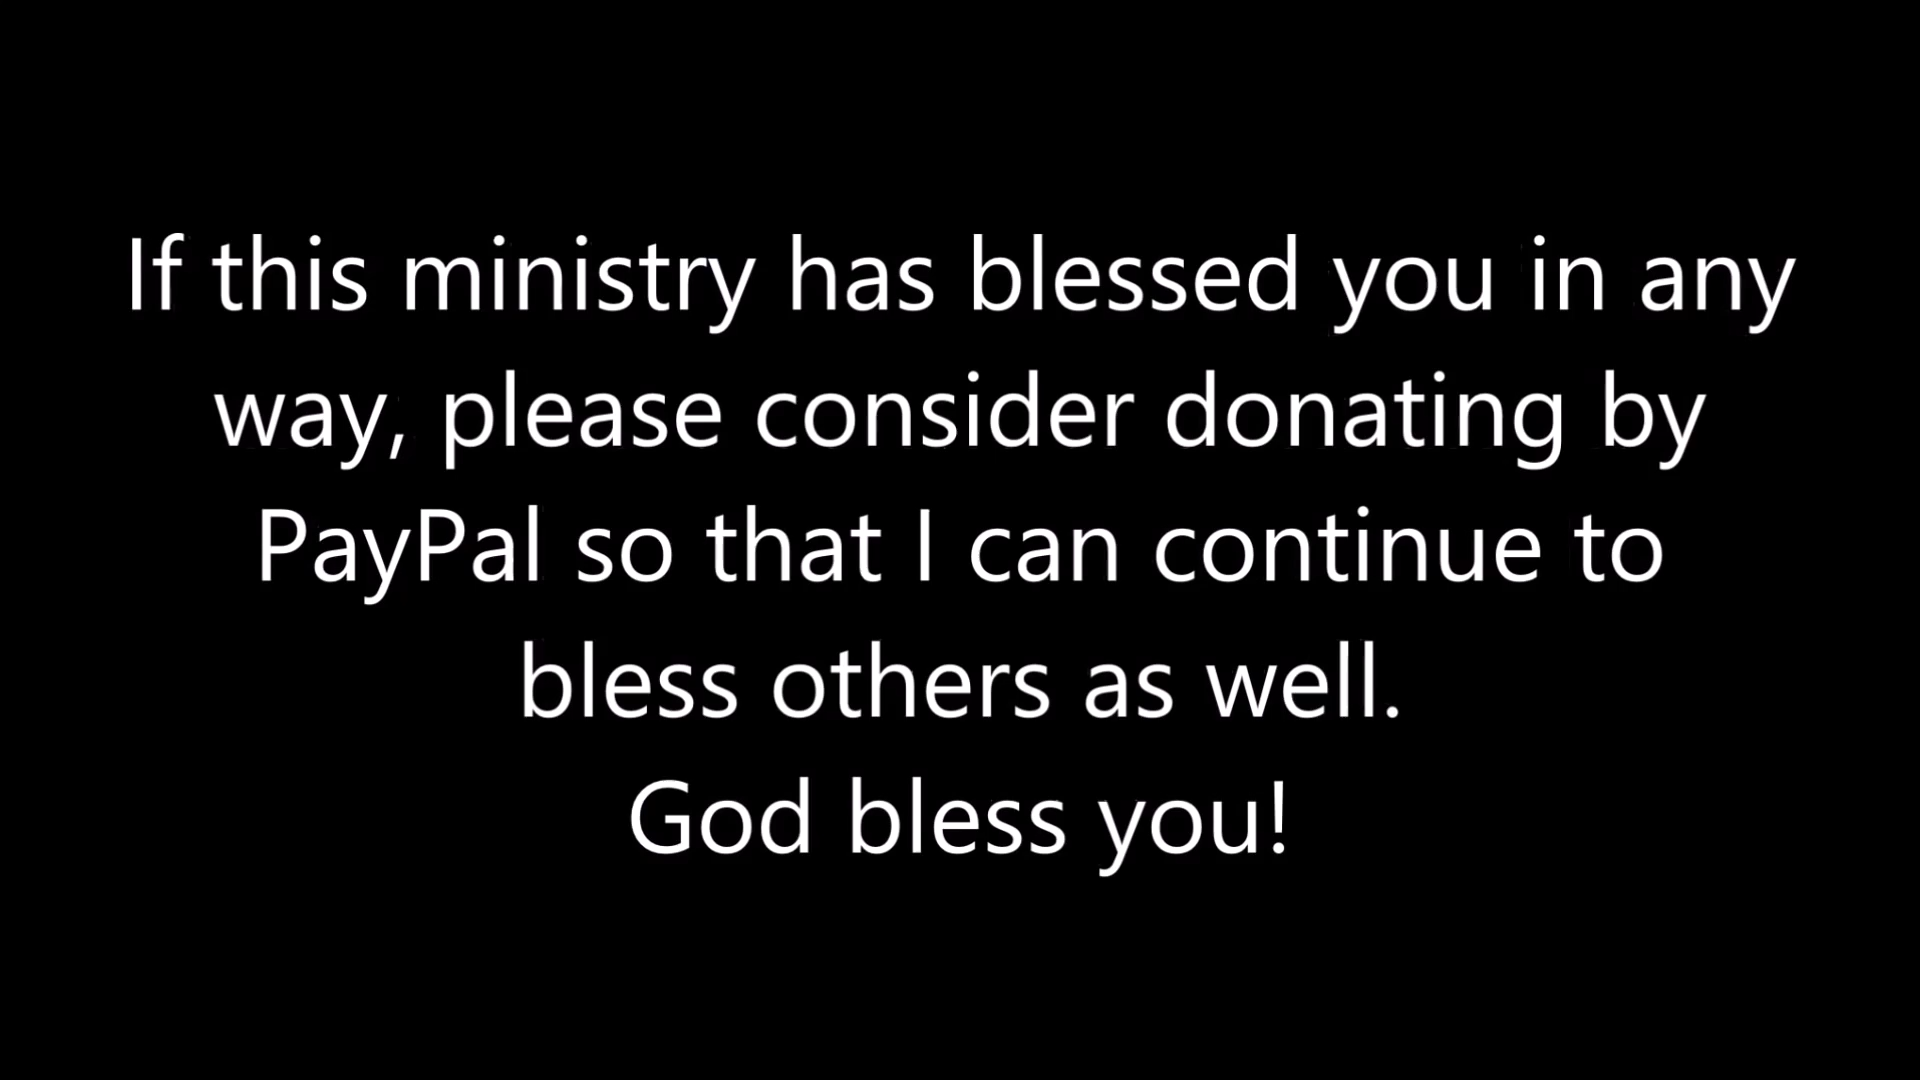 If this ministry has blessed you in any
way, please consider donating by
PayPal so that I can continue to
bless others as well.
God bless you!